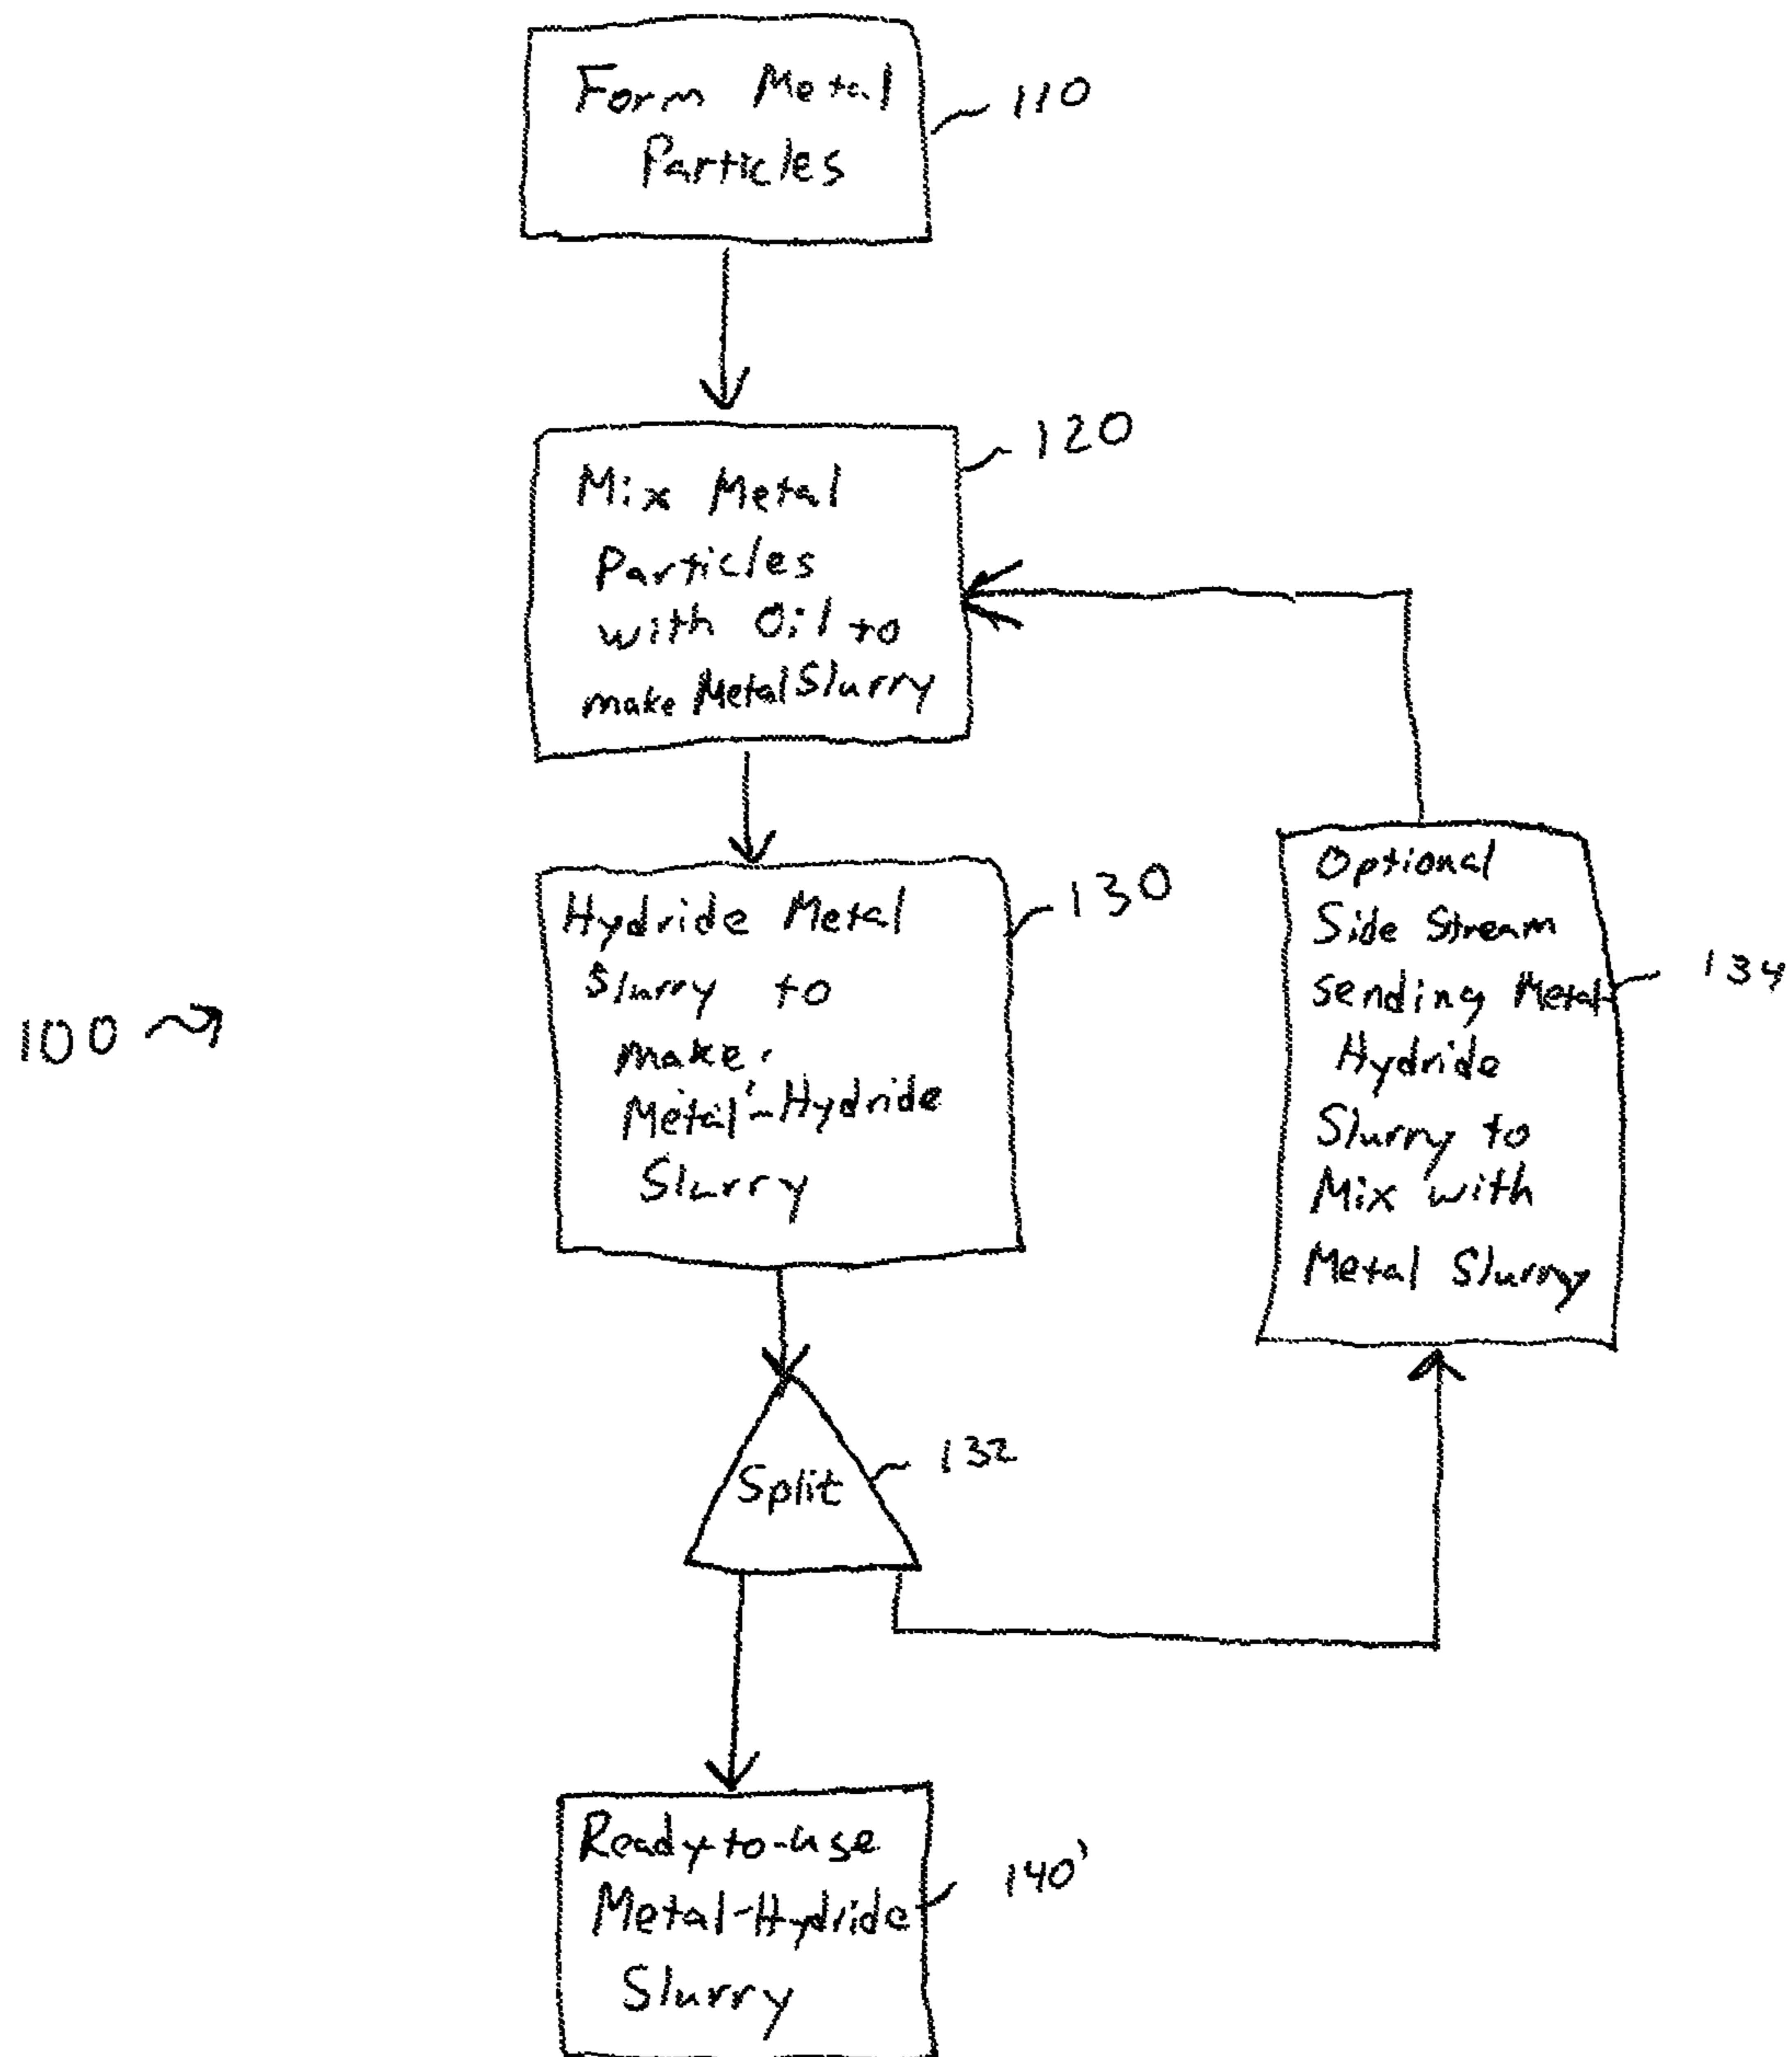 Form Metal
Particles
110
Mix Metal
Particles
with Oil to
make Metal Slurry
120
Hydride Metal
Slurry to
make
Metal-Hydride
Slurry
130
Optional
Side Stream
sending Metal-
Hydride
Slurry to
Mix with
Metal Slurry
134
100
Split
132
Ready-to-use
Metal-Hydride
Slurry
140'